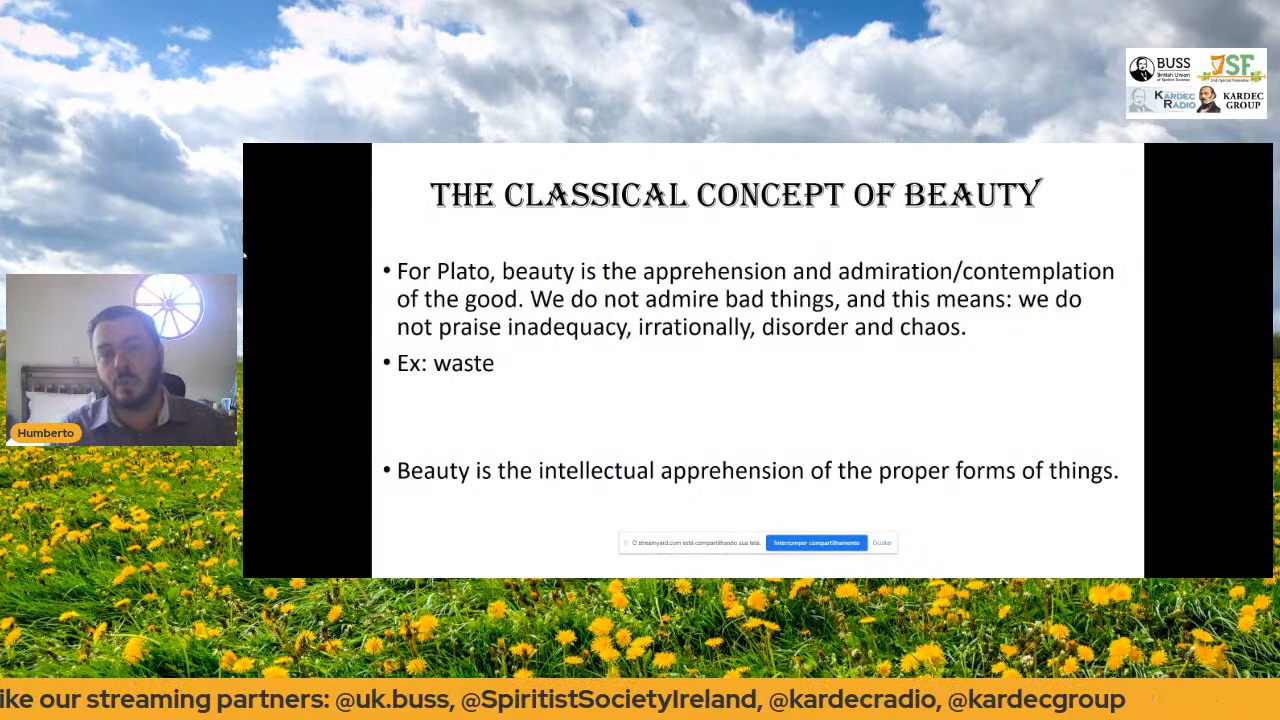 BUSS
British Union
of Spiritist Societies
JSF
Irish Spiritist Federation
KARDEC
RADIO
KARDEC
GROUP
THE CLASSICAL CONCEPT OF BEAUTY
• For Plato, beauty is the apprehension and admiration/contemplation
of the good. We do not admire bad things, and this means: we do
not praise inadequacy, irrationally, disorder and chaos.
• Ex: waste
• Beauty is the intellectual apprehension of the proper forms of things.
O streamyard.com está compartilhando sua tela. Interromper compartilhamento Ocultar
Humberto
ike our streaming partners: @uk.buss, @SpiritistSocietyIreland, @kardecradio, @kardecgroup